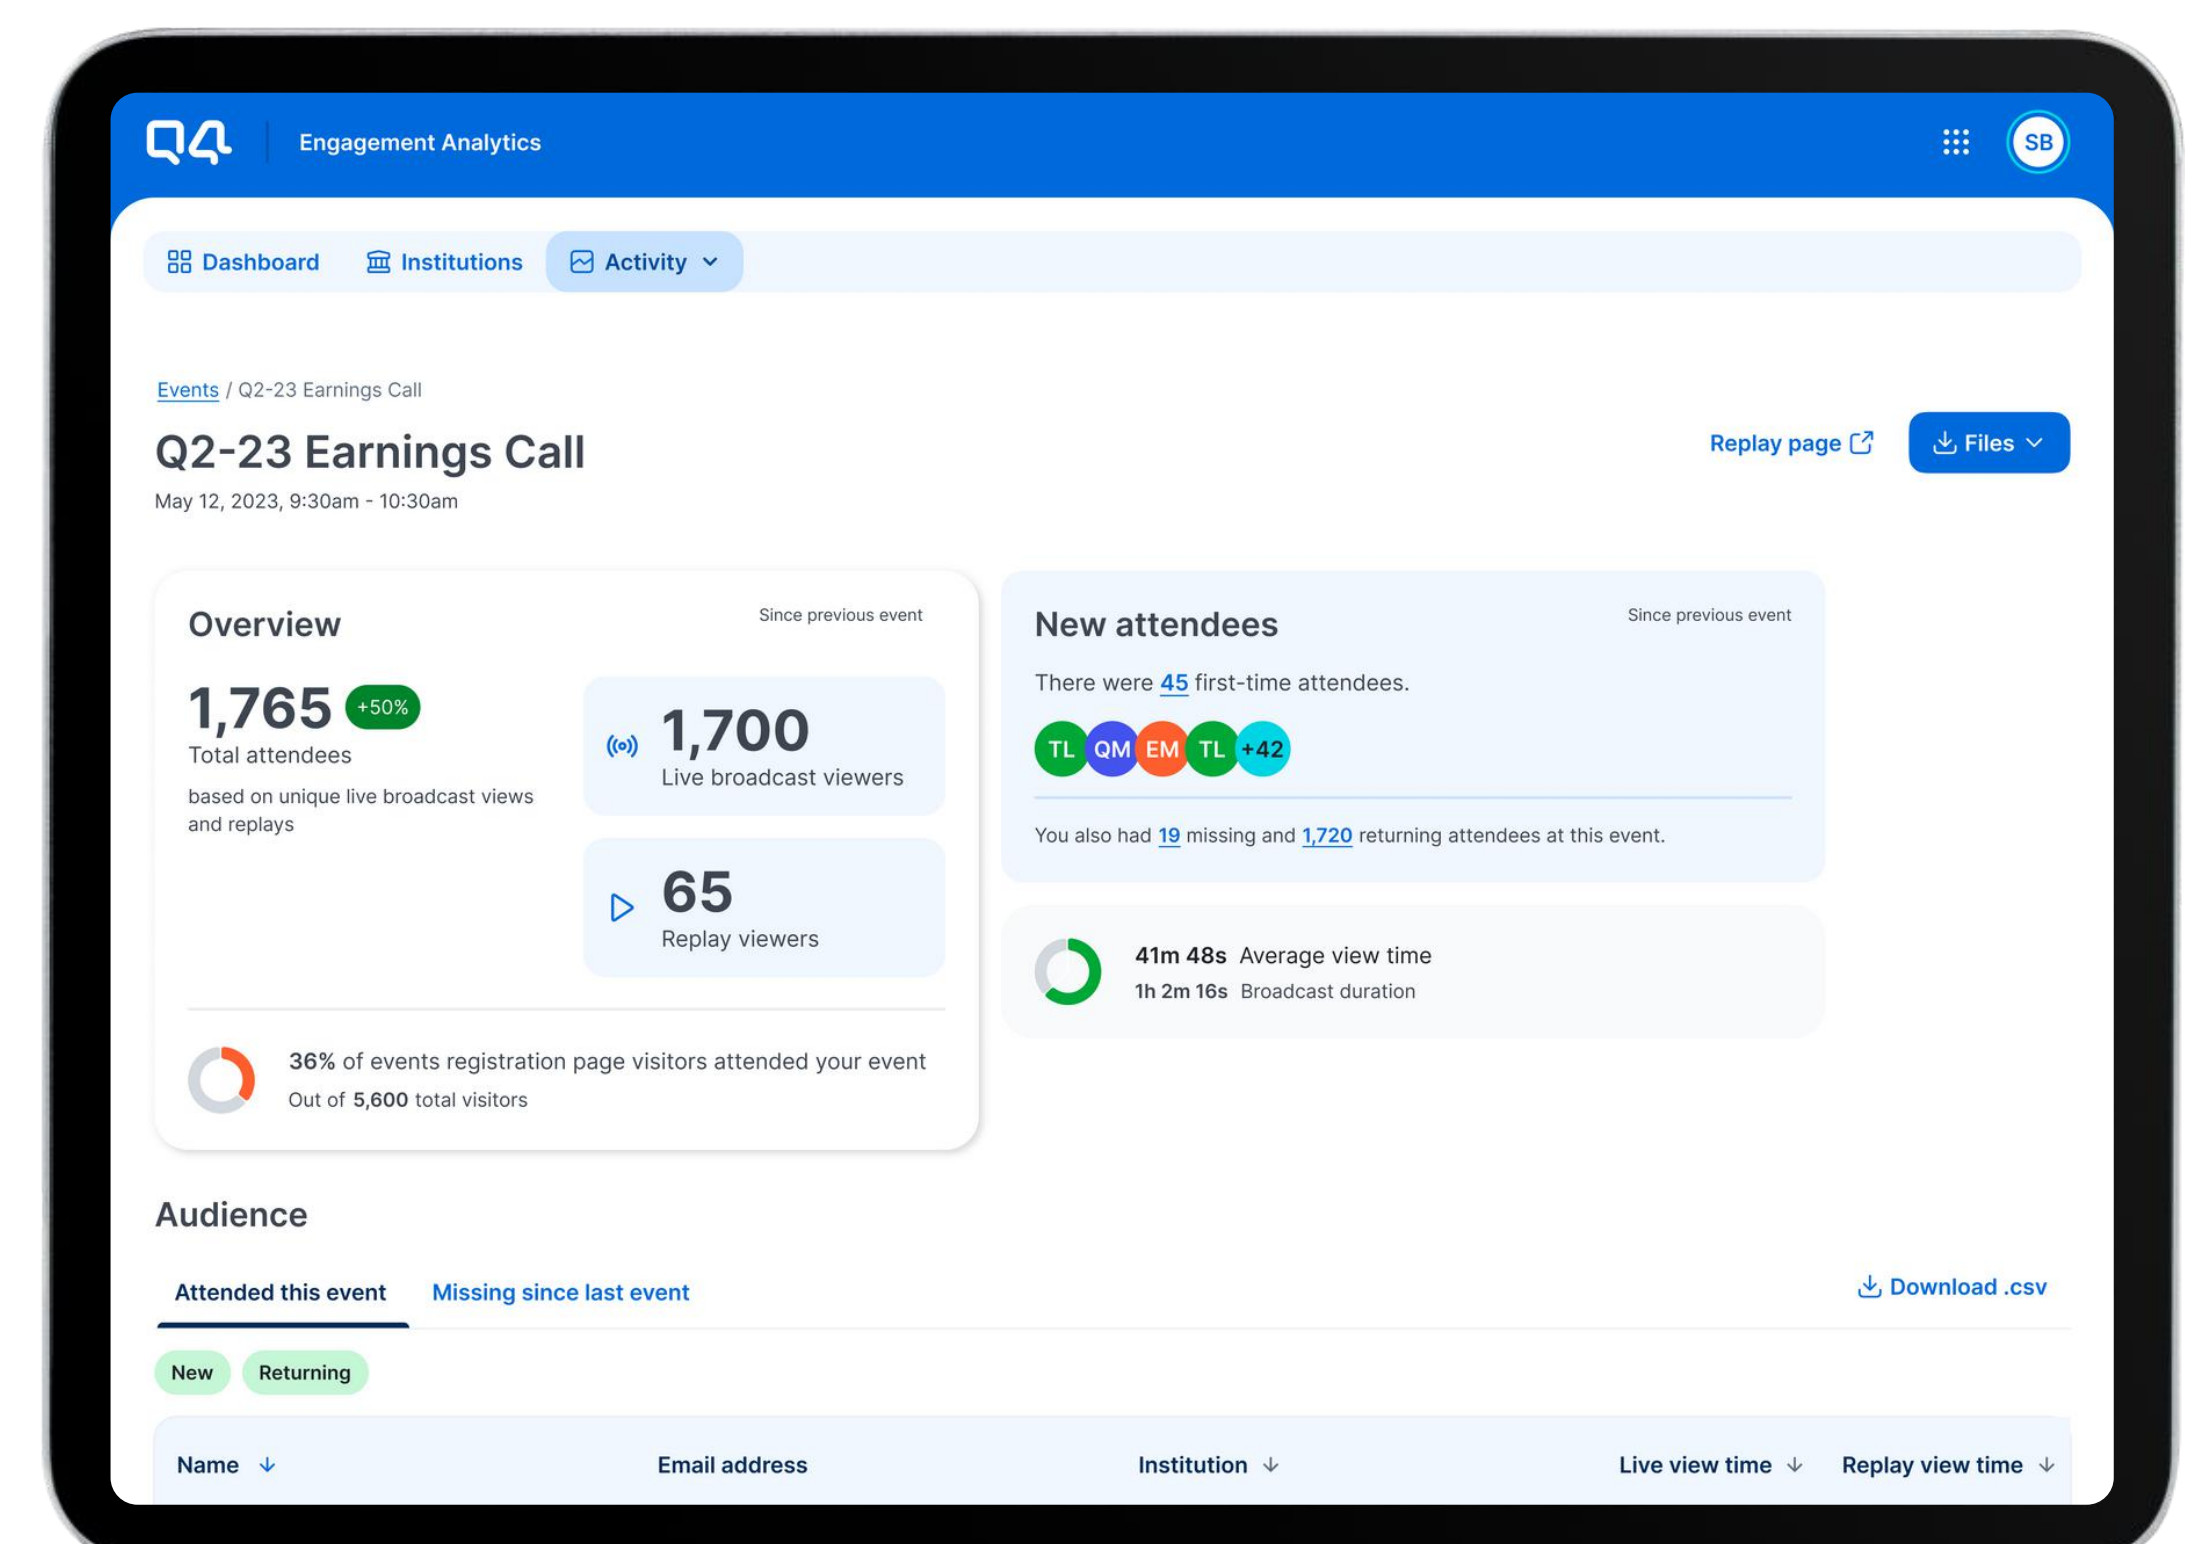 Q4
Engagement Analytics
SB
Dashboard
Institutions
Activity
Events / Q2-23 Earnings Call
Q2-23 Earnings Call
May 12, 2023, 9:30am - 10:30am
Replay page
Files
Overview
Since previous event
1,765
+50%
Total attendees
based on unique live broadcast views
and replays
1,700
Live broadcast viewers
65
Replay viewers
36% of events registration page visitors attended your event
Out of 5,600 total visitors
New attendees
Since previous event
There were 45 first-time attendees.
TL QM EM TL +42
You also had 19 missing and 1,720 returning attendees at this event.
41m 48s Average view time
1h 2m 16s Broadcast duration
Audience
Attended this event
Missing since last event
Download .csv
New
Returning
Name
Email address
Institution
Live view time
Replay view time